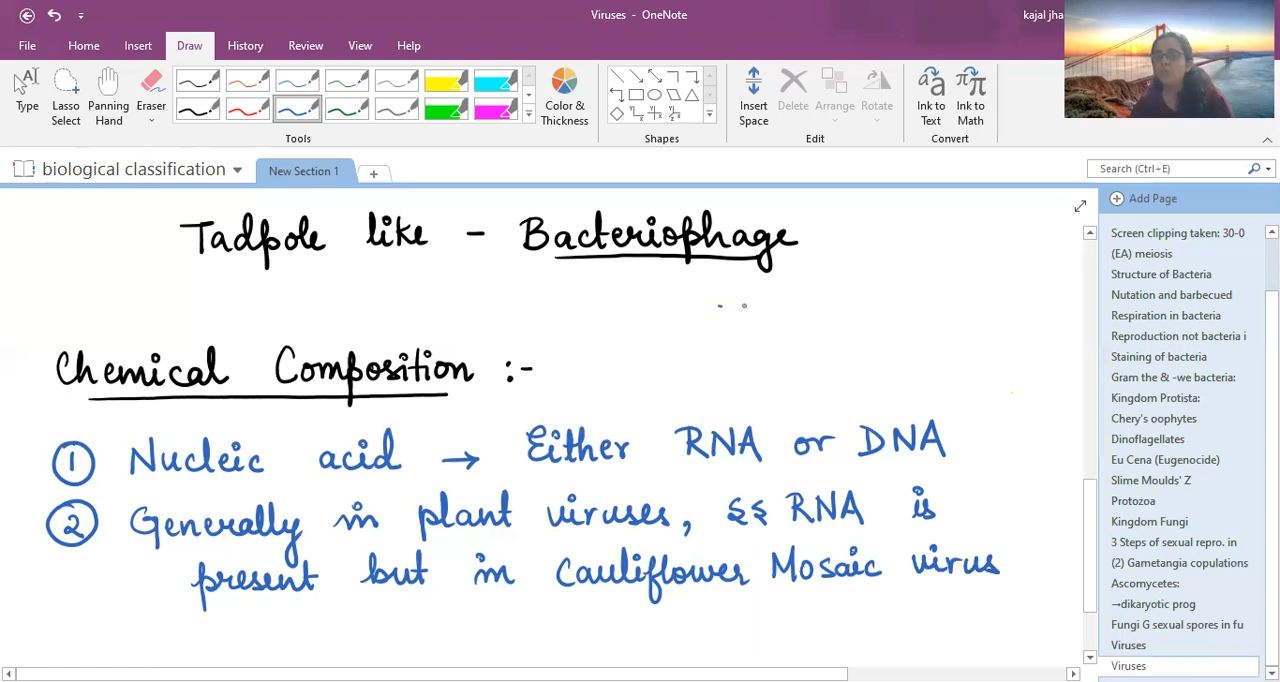 Viruses - OneNote
kajal jha
File Home Insert Draw History Review View Help
Type
Lasso Select
Panning Hand
Eraser
Color & Thickness
Insert Space
Delete
Arrange
Rotate
Ink to Text
Ink to Math
Tools
Shapes
Edit
Convert
biological classification
New Section 1
Search (Ctrl+E)
Tadpole like - Bacteriophage
Chemical Composition :-
① Nucleic acid → Either RNA or DNA
② Generally in plant viruses, ss RNA is
present but in Cauliflower Mosaic virus
Add Page
Screen clipping taken: 30-0
(EA) meiosis
Structure of Bacteria
Nutation and barbecued
Respiration in bacteria
Reproduction not bacteria i
Staining of bacteria
Gram the & -we bacteria:
Kingdom Protista:
Chery's oophytes
Dinoflagellates
Eu Cena (Eugenocide)
Slime Moulds' Z
Protozoa
Kingdom Fungi
3 Steps of sexual repro. in
(2) Gametangia copulations
Ascomycetes:
→dikaryotic prog
Fungi G sexual spores in fu
Viruses
Viruses